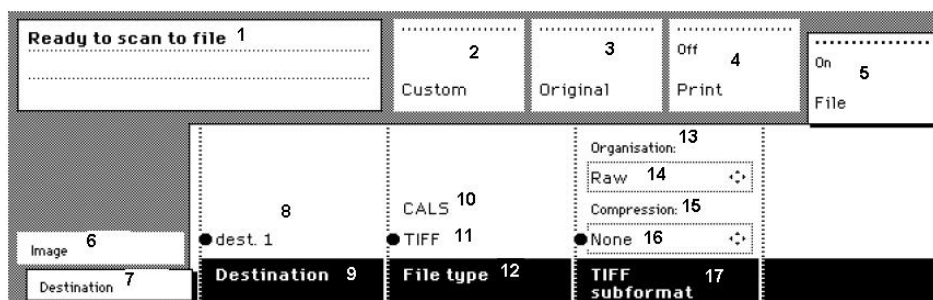 Ready to scan to file 1
2
Custom
3
Original
Off
4
Print
On
5
File
Image 6
Destination 7
8
dest. 1
Destination 9
CALS 10
TIFF 11
File type 12
Organisation: 13
Raw 14
Compression: 15
None 16
TIFF 17
subformat